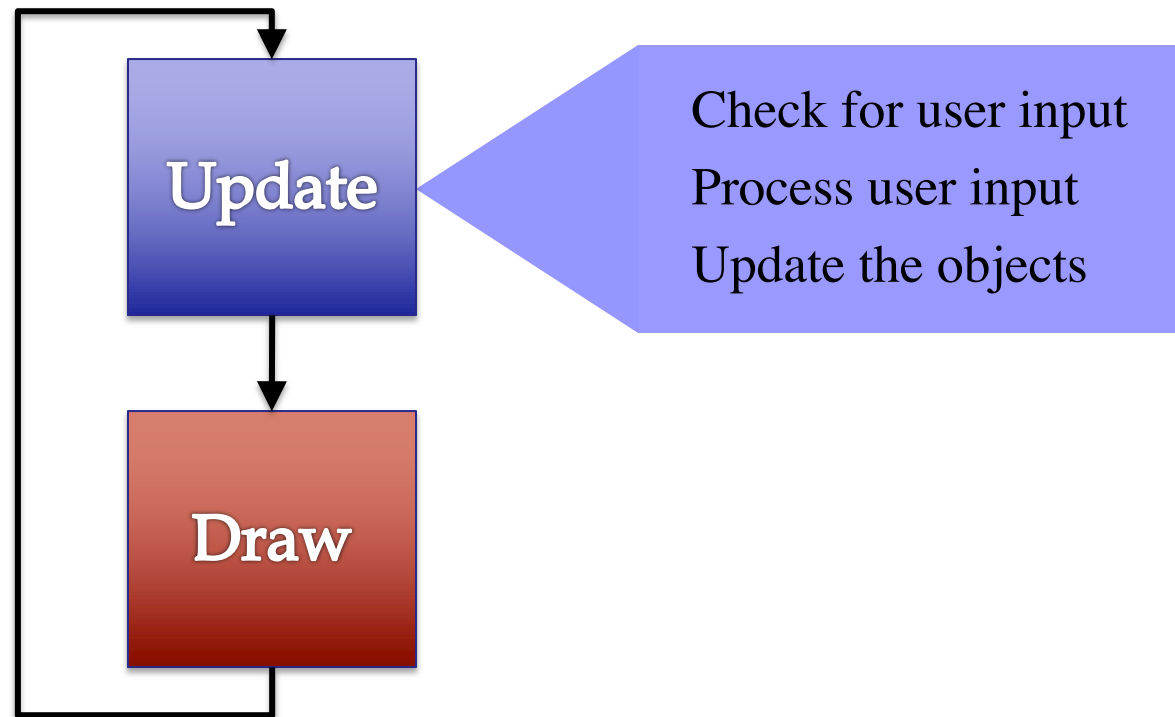 Update
Check for user input
Process user input
Update the objects
Draw